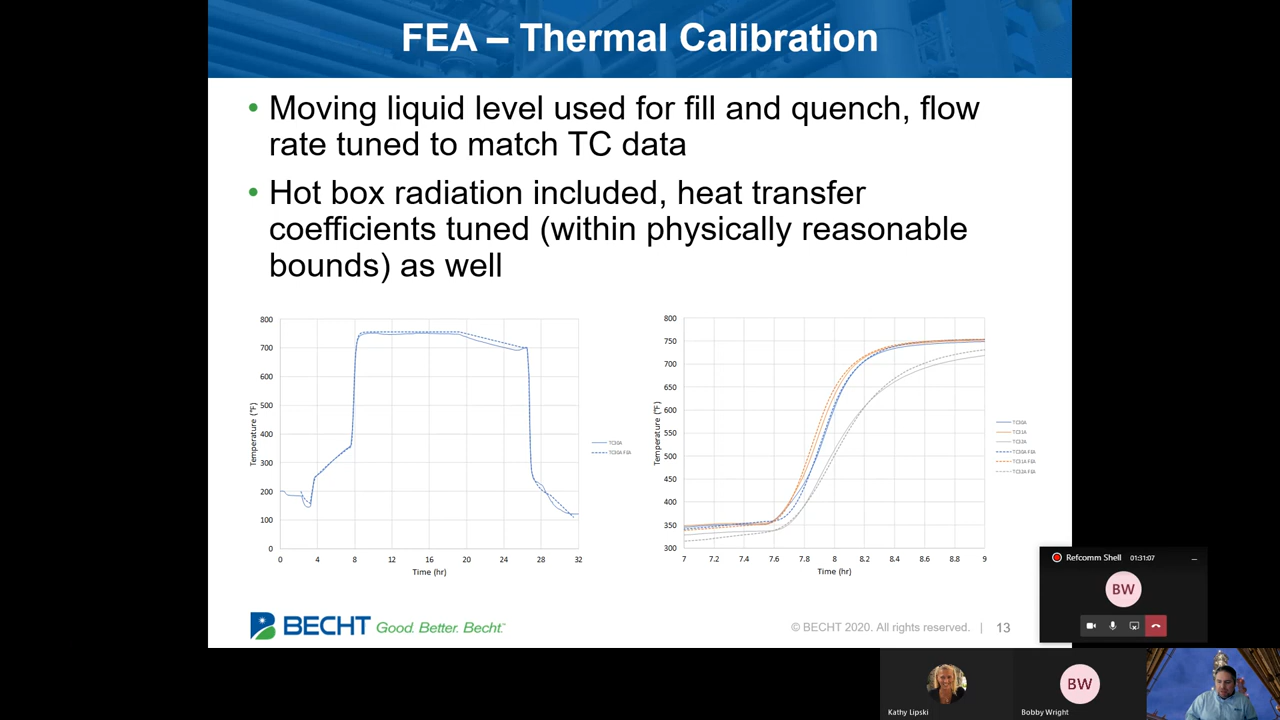 FEA – Thermal Calibration
• Moving liquid level used for fill and quench, flow
rate tuned to match TC data
• Hot box radiation included, heat transfer
coefficients tuned (within physically reasonable
bounds) as well
800
700
600
500
400
300
200
100
0
Temperature (°F)
0 4 8 12 16 20 24 28 32
Time (hr)
TC30A
TC30A-FEA
800
750
700
650
600
550
500
450
400
350
300
Temperature (°F)
7 7.2 7.4 7.6 7.8 8 8.2 8.4 8.6 8.8 9
Time (hr)
TC30A
TC31A
TC32A
TC30A-FEA
TC31A-FEA
TC32A-FEA
BECHT Good. Better. Becht.™
© BECHT 2020. All rights reserved. | 13
Refcomm Shell 01:31:07
BW
Kathy Lipski
BW
Bobby Wright